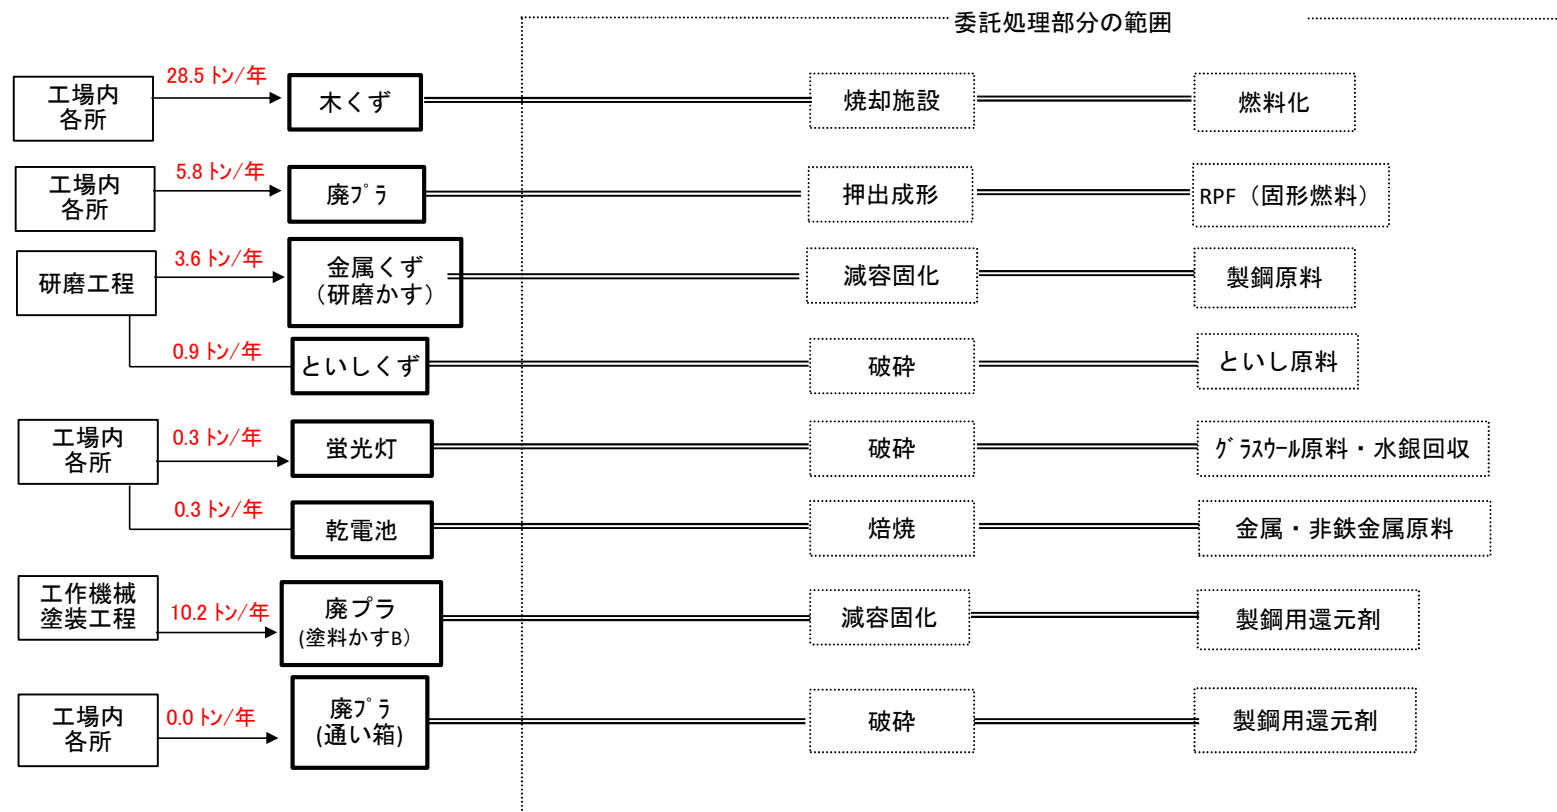 委託処理部分の範囲
工場内
各所
28.5 トン/年
木くず
焼却施設
燃料化
工場内
各所
5.8 トン/年
廃プラ
押出成形
RPF（固形燃料）
研磨工程
3.6 トン/年
金属くず
（研磨かす）
減容固化
製鋼原料
0.9 トン/年
といしくず
破砕
といし原料
工場内
各所
0.3 トン/年
蛍光灯
破砕
グラスウール原料・水銀回収
0.3 トン/年
乾電池
焙焼
金属・非鉄金属原料
工作機械
塗装工程
10.2 トン/年
廃プラ
(塗料かすB）
減容固化
製鋼用還元剤
工場内
各所
0.0 トン/年
廃プラ
(通い箱)
破砕
製鋼用還元剤